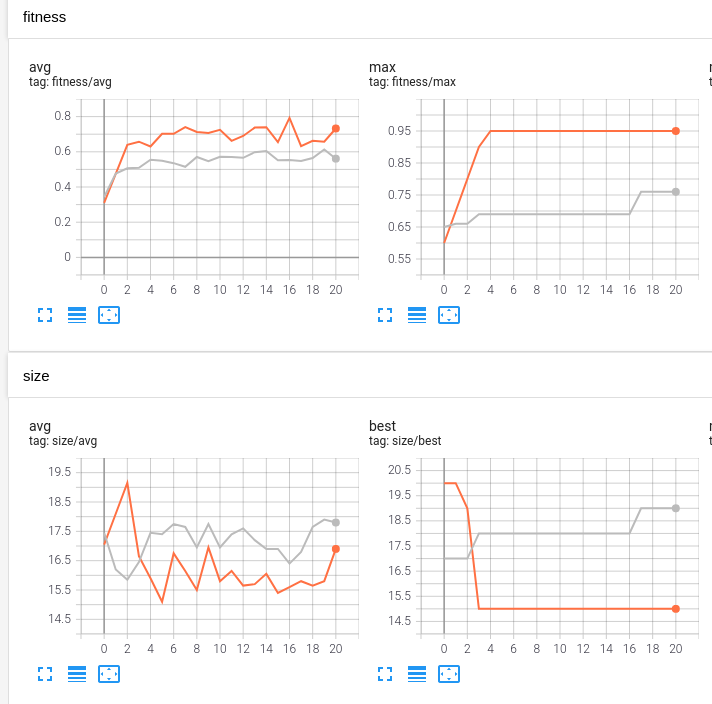 fitness
avg
tag: fitness/avg
0.8
0.6
0.4
0.2
0
0 2 4 6 8 10 12 14 16 18 20
max
tag: fitness/max
0.95
0.85
0.75
0.65
0.55
0 2 4 6 8 10 12 14 16 18 20
size
avg
tag: size/avg
19.5
18.5
17.5
16.5
15.5
14.5
0 2 4 6 8 10 12 14 16 18 20
best
tag: size/best
20.5
19.5
18.5
17.5
16.5
15.5
14.5
0 2 4 6 8 10 12 14 16 18 20